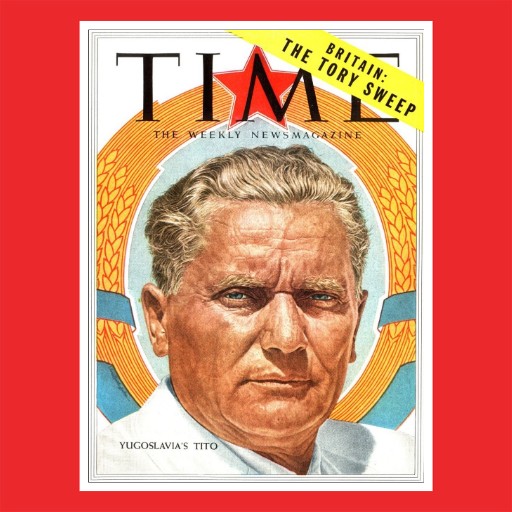 TIME
THE WEEKLY NEWSMAGAZINE
BRITAIN:
THE TORY SWEEP
YUGOSLAVIA'S TITO